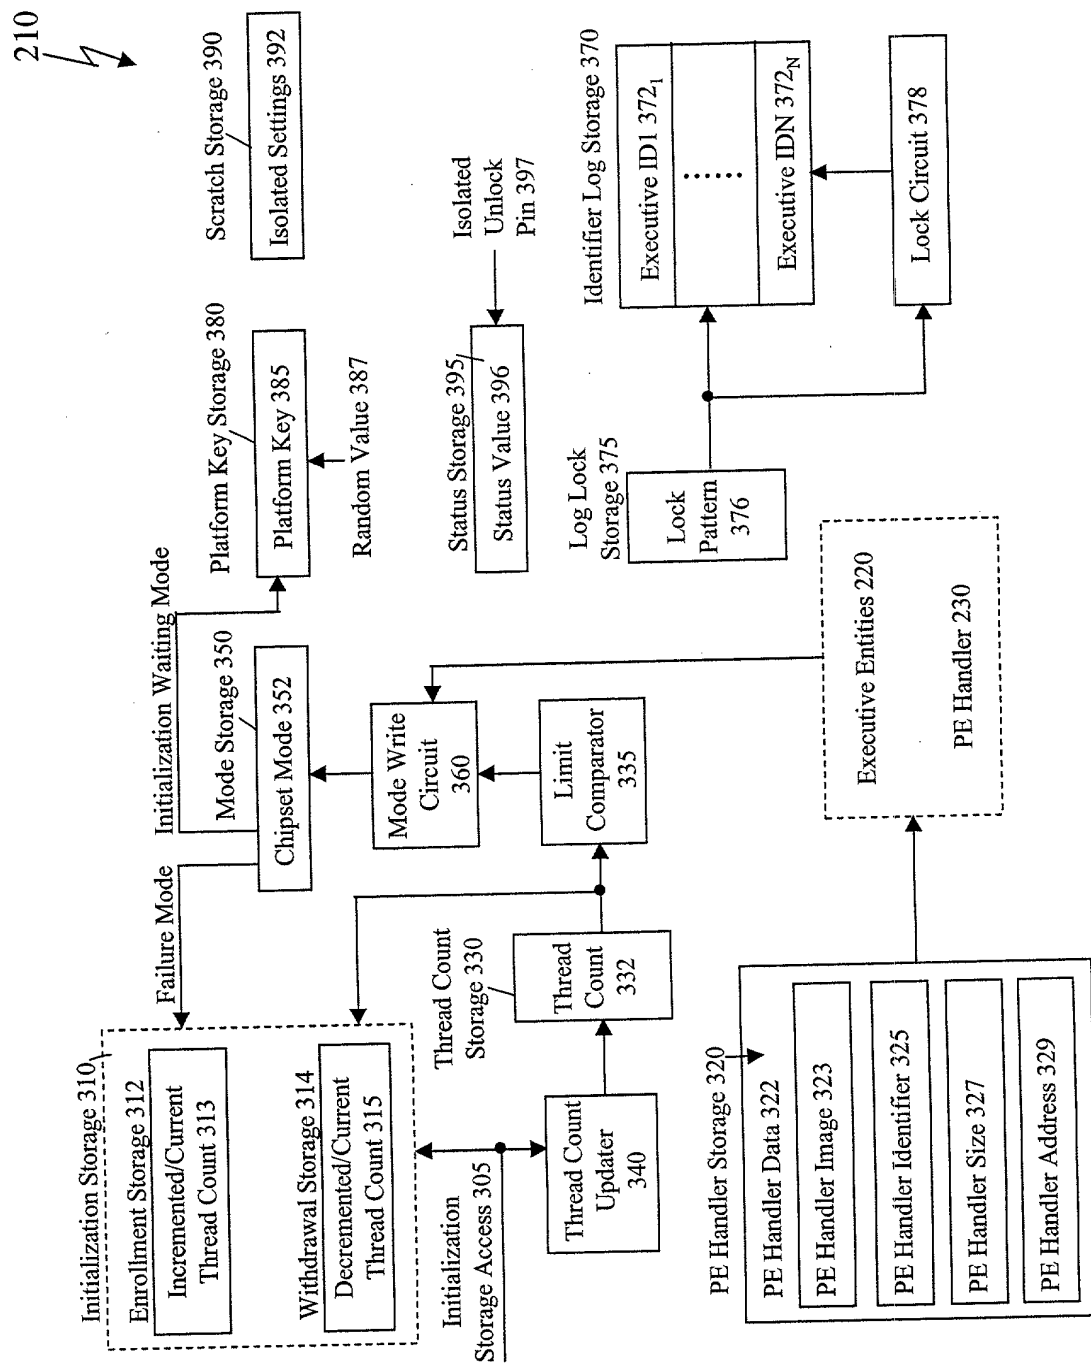 210
Initialization Storage 310
Enrollment Storage 312
Incremented/Current
Thread Count 313
Withdrawal Storage 314
Decremented/Current
Thread Count 315
Failure Mode
Initialization Waiting Mode
Mode Storage 350
Chipset Mode 352
Platform Key Storage 380
Platform Key 385
Random Value 387
Scratch Storage 390
Isolated Settings 392
Initialization
Storage Access 305
Thread Count
Updater
340
Thread Count
Storage 330
Thread
Count
332
Mode Write
Circuit
360
Limit
Comparator
335
Status Storage 395
Status Value 396
Isolated
Unlock
Pin 397
Log Lock
Storage 375
Lock
Pattern
376
Identifier Log Storage 370
Executive ID1 372₁
......
Executive IDN 372_N
Lock Circuit 378
PE Handler Storage 320
PE Handler Data 322
PE Handler Image 323
PE Handler Identifier 325
PE Handler Size 327
PE Handler Address 329
Executive Entities 220
PE Handler 230